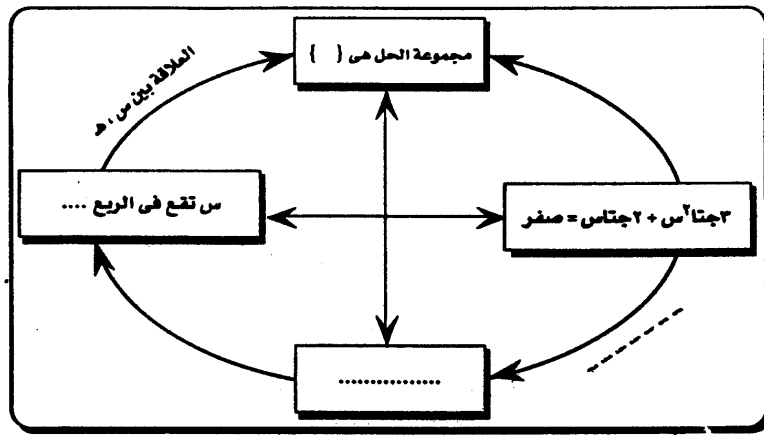 مجموعة الحل هى { }
العلاقة بين س ، هـ
٣جتا٢س + ٢جتاس = صفر
س تقع فى الربع ....
................